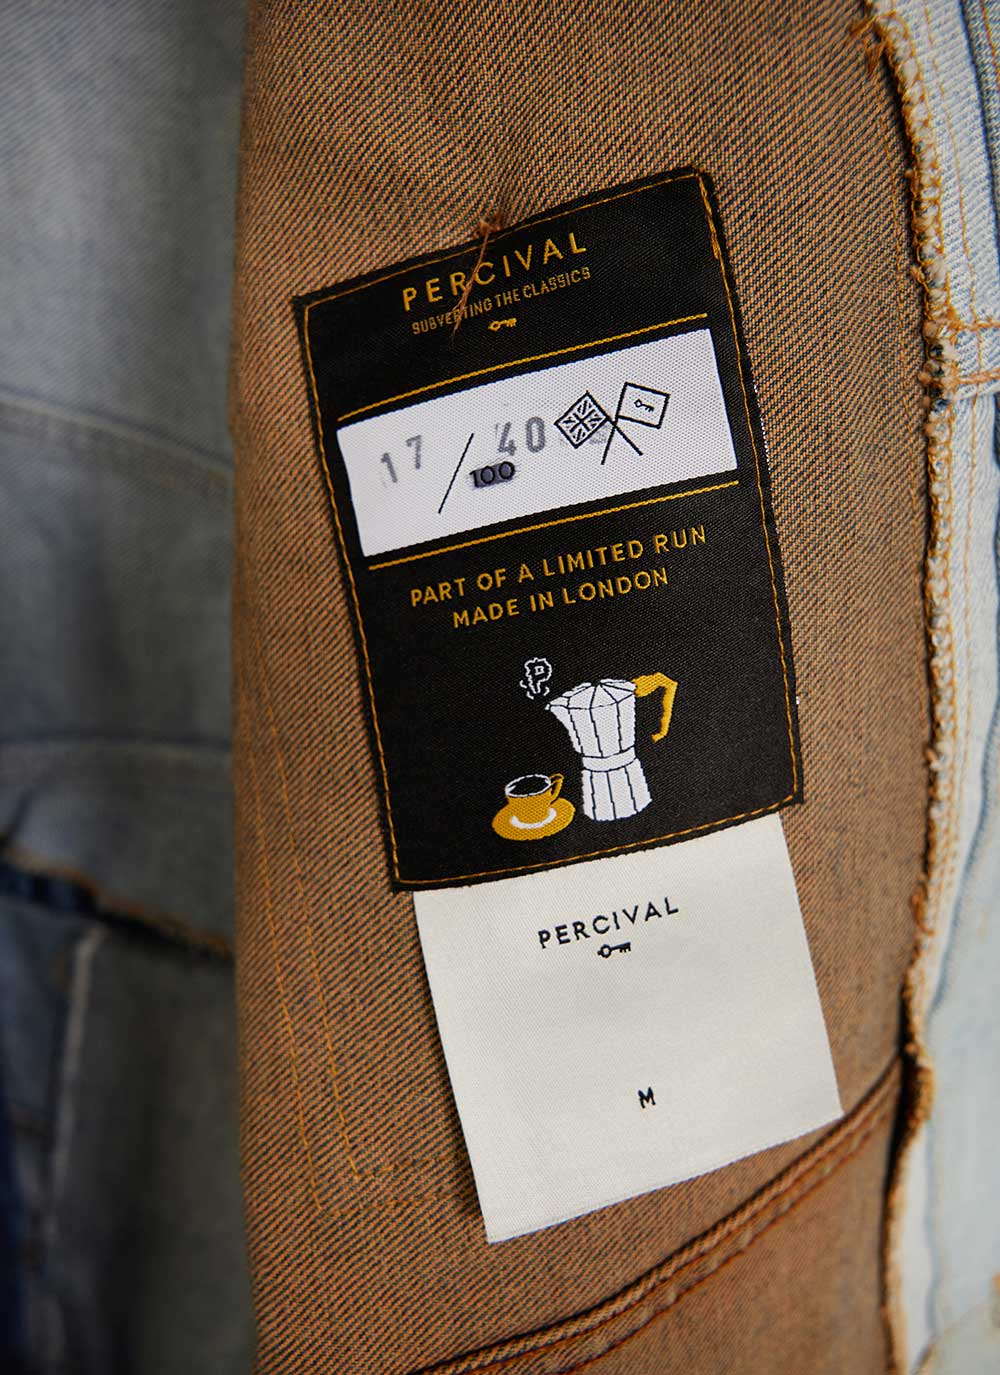 PERCIVAL
SUBVERTING THE CLASSICS
17 / 40
100
PART OF A LIMITED RUN
MADE IN LONDON
P
PERCIVAL
M